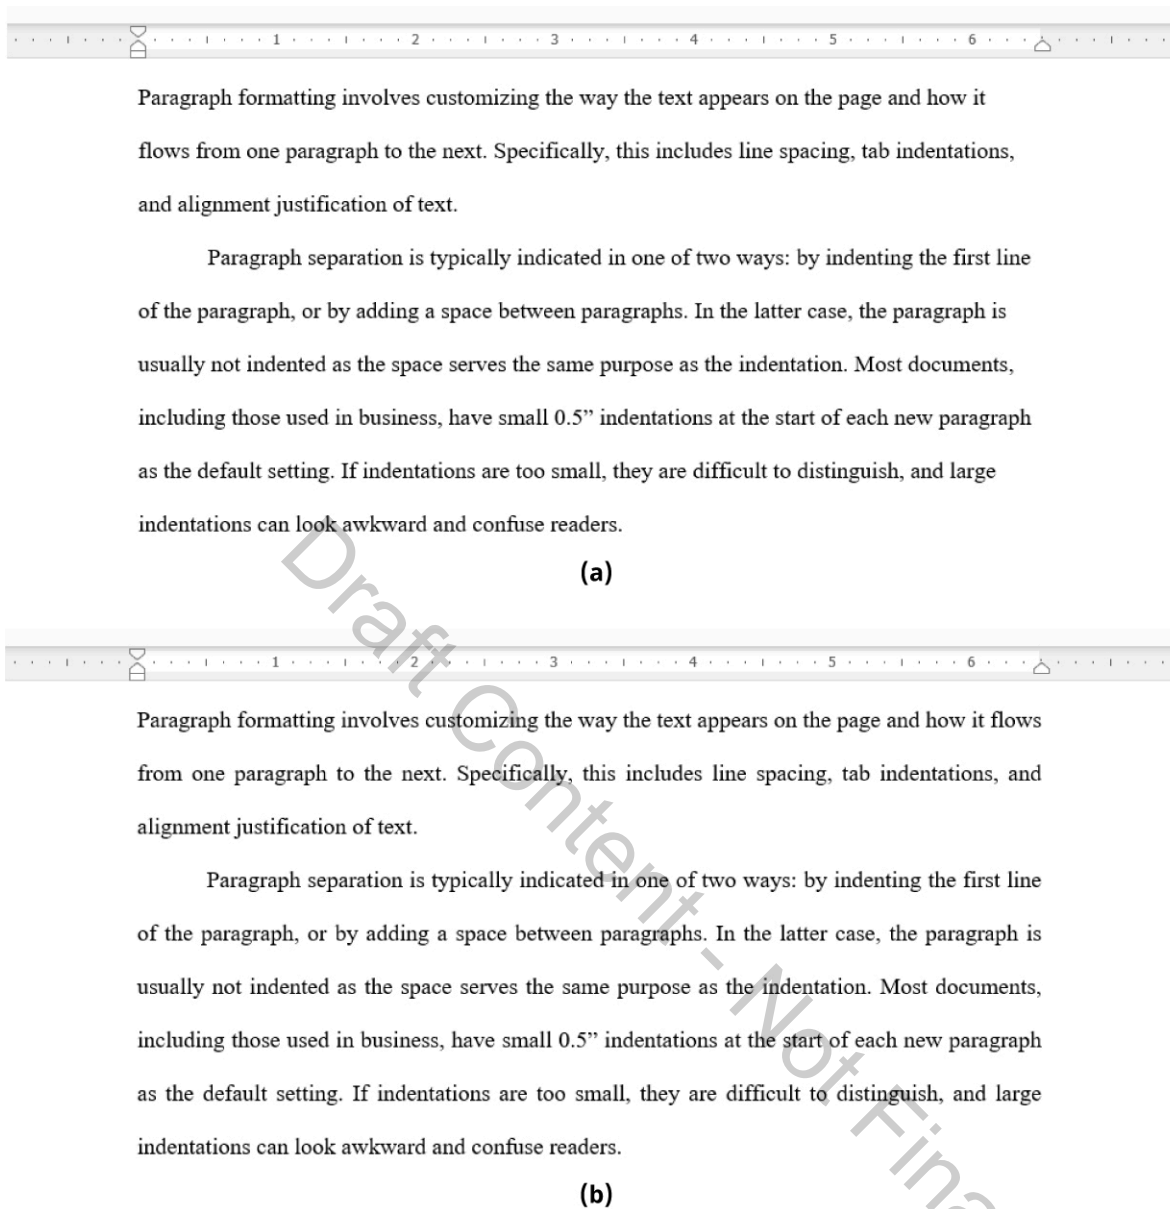 1 2 3 4 5 6
Paragraph formatting involves customizing the way the text appears on the page and how it
flows from one paragraph to the next. Specifically, this includes line spacing, tab indentations,
and alignment justification of text.
Paragraph separation is typically indicated in one of two ways: by indenting the first line
of the paragraph, or by adding a space between paragraphs. In the latter case, the paragraph is
usually not indented as the space serves the same purpose as the indentation. Most documents,
including those used in business, have small 0.5” indentations at the start of each new paragraph
as the default setting. If indentations are too small, they are difficult to distinguish, and large
indentations can look awkward and confuse readers.
(a)
1 2 3 4 5 6
Paragraph formatting involves customizing the way the text appears on the page and how it flows
from one paragraph to the next. Specifically, this includes line spacing, tab indentations, and
alignment justification of text.
Paragraph separation is typically indicated in one of two ways: by indenting the first line
of the paragraph, or by adding a space between paragraphs. In the latter case, the paragraph is
usually not indented as the space serves the same purpose as the indentation. Most documents,
including those used in business, have small 0.5” indentations at the start of each new paragraph
as the default setting. If indentations are too small, they are difficult to distinguish, and large
indentations can look awkward and confuse readers.
(b)
Draft Content - Not Fina